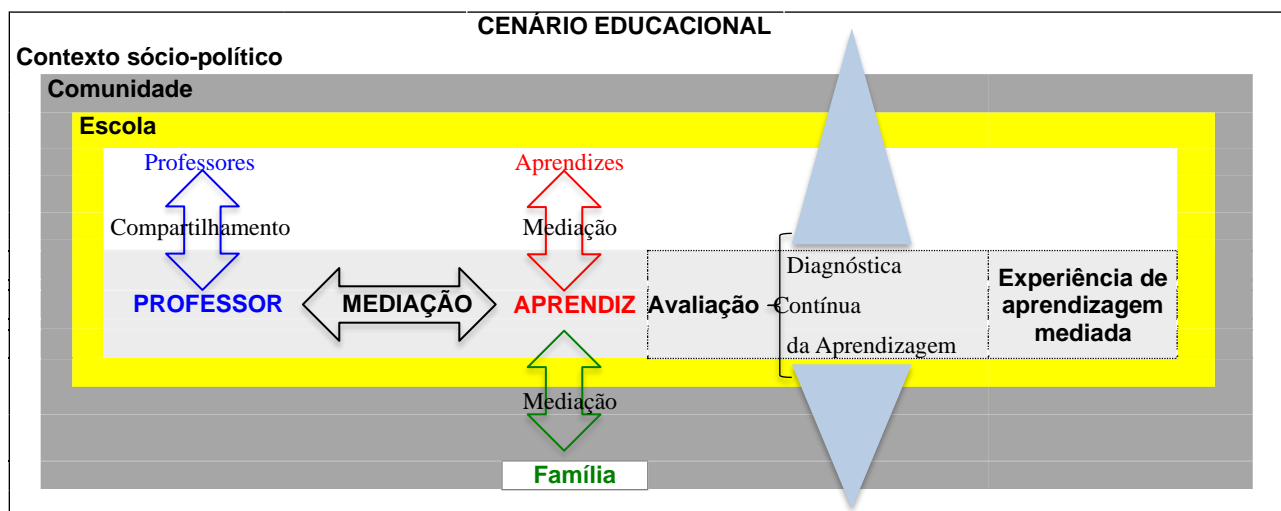 CENÁRIO EDUCACIONAL
Contexto sócio-político
Comunidade
Escola
Professores
Aprendizes
Compartilhamento
Mediação
PROFESSOR
MEDIAÇÃO
APRENDIZ
Avaliação
Diagnóstica
Contínua
da Aprendizagem
Experiência de
aprendizagem
mediada
Mediação
Família